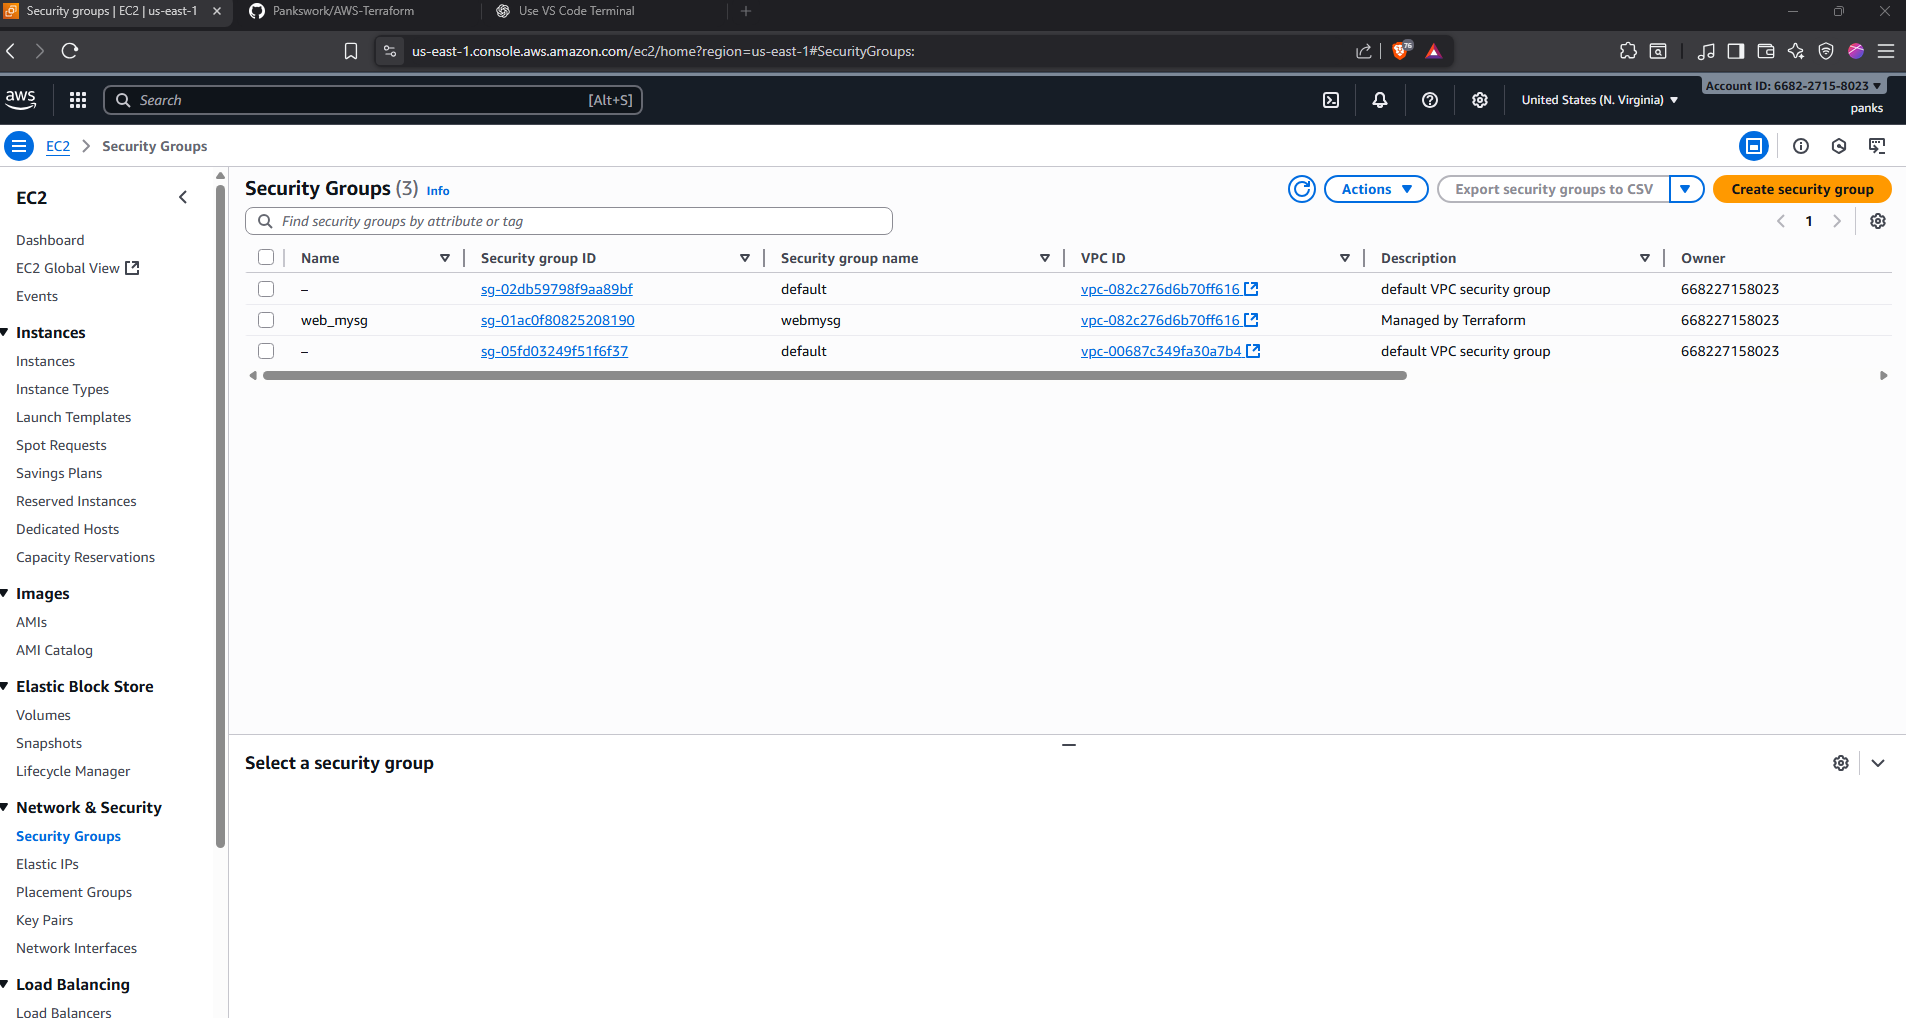 Security groups | EC2 | us-east-1
Pankswork/AWS-Terraform
Use VS Code Terminal
us-east-1.console.aws.amazon.com/ec2/home?region=us-east-1#SecurityGroups:
76
aws
Search
[Alt+S]
United States (N. Virginia)
Account ID: 6682-2715-8023
panks
EC2
Security Groups
EC2
Dashboard
EC2 Global View
Events
Instances
Instances
Instance Types
Launch Templates
Spot Requests
Savings Plans
Reserved Instances
Dedicated Hosts
Capacity Reservations
Images
AMIs
AMI Catalog
Elastic Block Store
Volumes
Snapshots
Lifecycle Manager
Network & Security
Security Groups
Elastic IPs
Placement Groups
Key Pairs
Network Interfaces
Load Balancing
Load Balancers
Security Groups (3) Info
Actions
Export security groups to CSV
Create security group
Find security groups by attribute or tag
1
Name Security group ID Security group name VPC ID Description Owner
– sg-02db59798f9aa89bf default vpc-082c276d6b70ff616 default VPC security group 668227158023
web_mysg sg-01ac0f80825208190 webmysg vpc-082c276d6b70ff616 Managed by Terraform 668227158023
– sg-05fd03249f51f6f37 default vpc-00687c349fa30a7b4 default VPC security group 668227158023
Select a security group